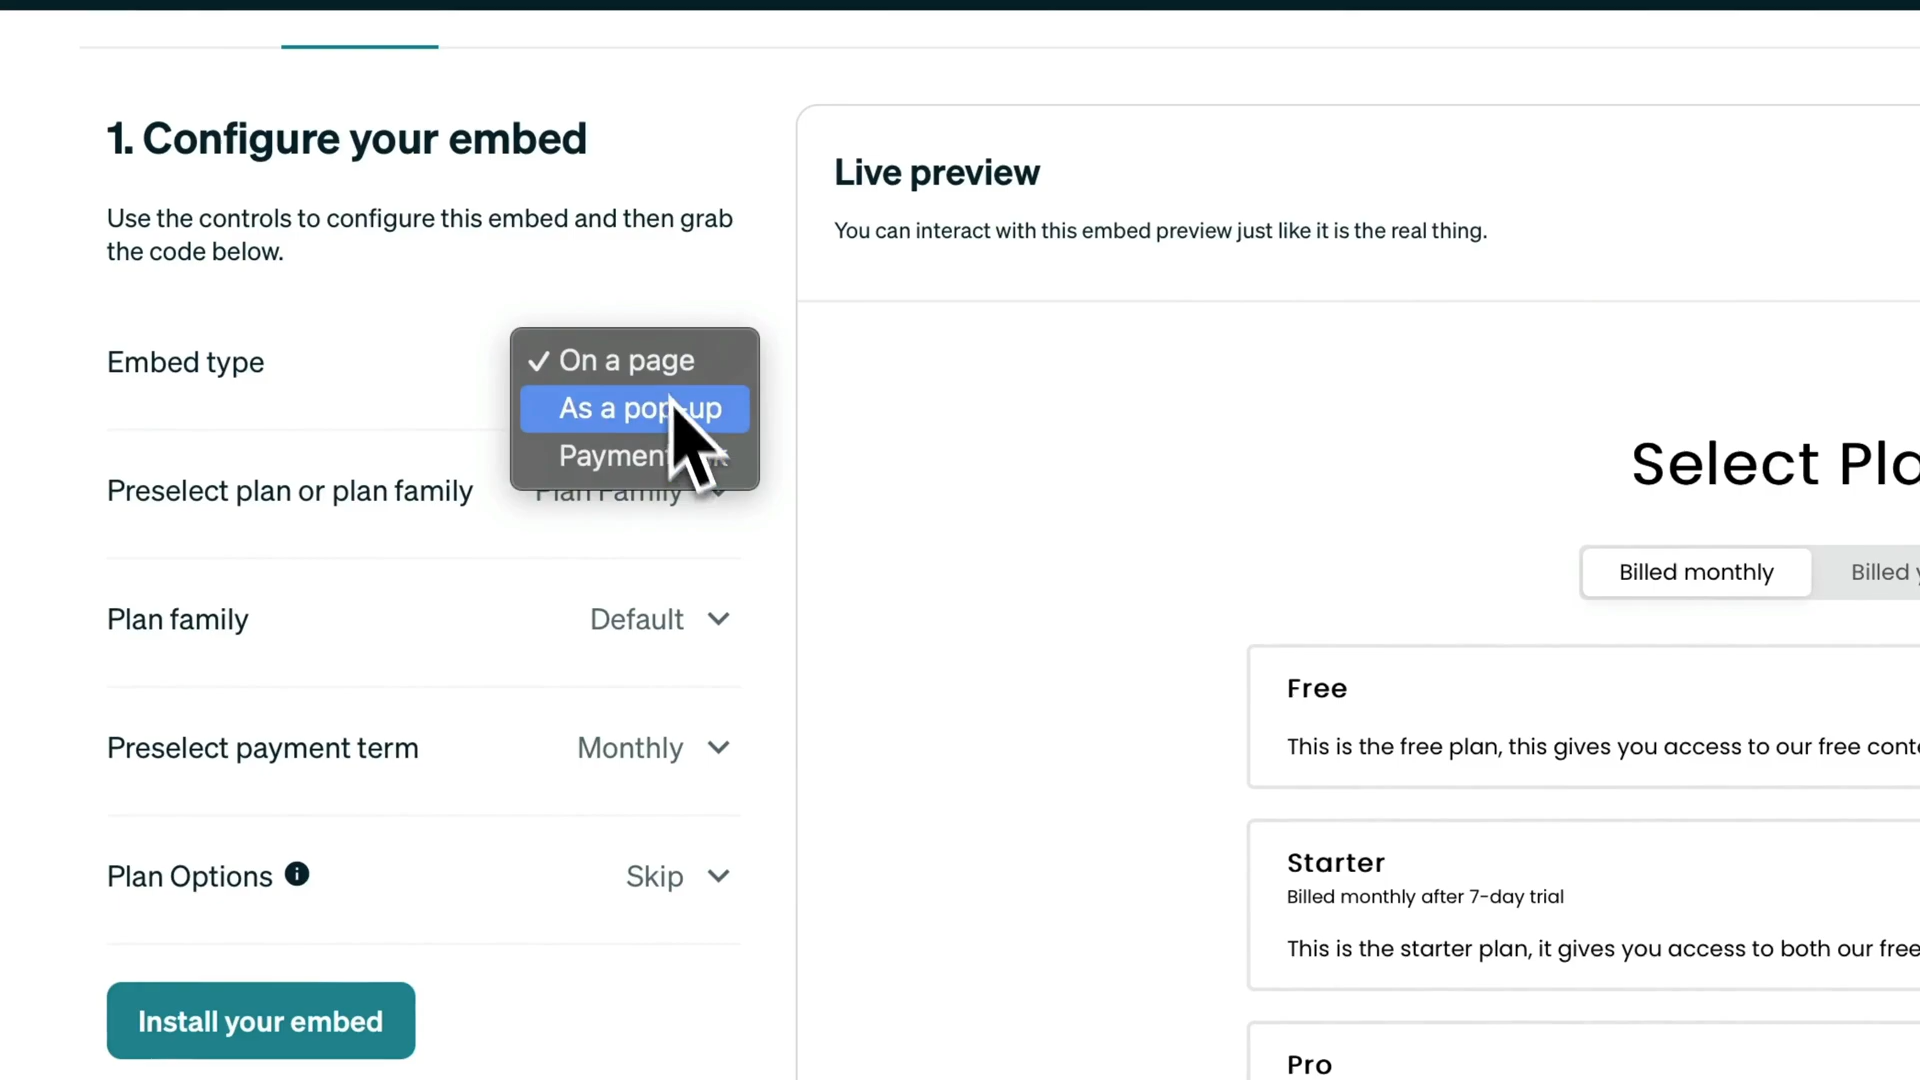 1. Configure your embed
Use the controls to configure this embed and then grab
the code below.
Embed type
On a page
As a pop-up
Payment
Preselect plan or plan family
Plan Family
Plan family
Default
Preselect payment term
Monthly
Plan Options
Skip
Install your embed
Live preview
You can interact with this embed preview just like it is the real thing.
Select Pla
Billed monthly
Billed
Free
This is the free plan, this gives you access to our free conte
Starter
Billed monthly after 7-day trial
This is the starter plan, it gives you access to both our free
Pro